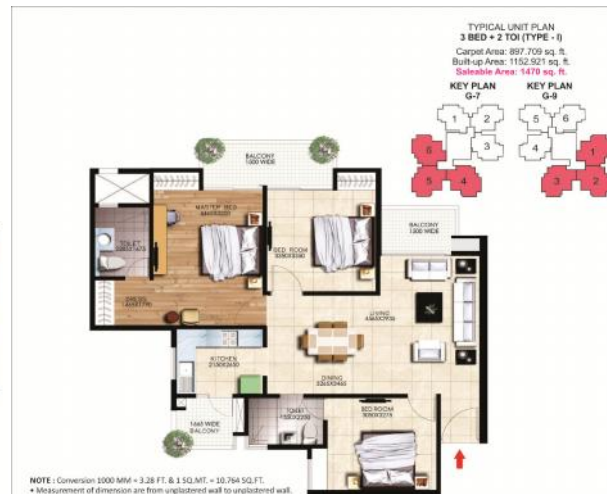 TYPICAL UNIT PLAN
3 BED + 2 TOI (TYPE - I)
Carpet Area: 897.709 sq. ft.
Built-up Area: 1152.921 sq. ft.
Saleable Area: 1470 sq. ft.
KEY PLAN
G-7
KEY PLAN
G-9
1 2
3
6
5 4
5 6
4
1
3 2
BALCONY
1500 WIDE
MASTER BED
TOILET
BED ROOM
BALCONY
1500 WIDE
DRESS
LIVING
KITCHEN
DINING
TOILET
BED ROOM
BALCONY
NOTE : Conversion 1000 MM = 3.28 FT. & 1 SQ.MT. = 10.764 SQ.FT.
• Measurement of dimension are from unplastered wall to unplastered wall.